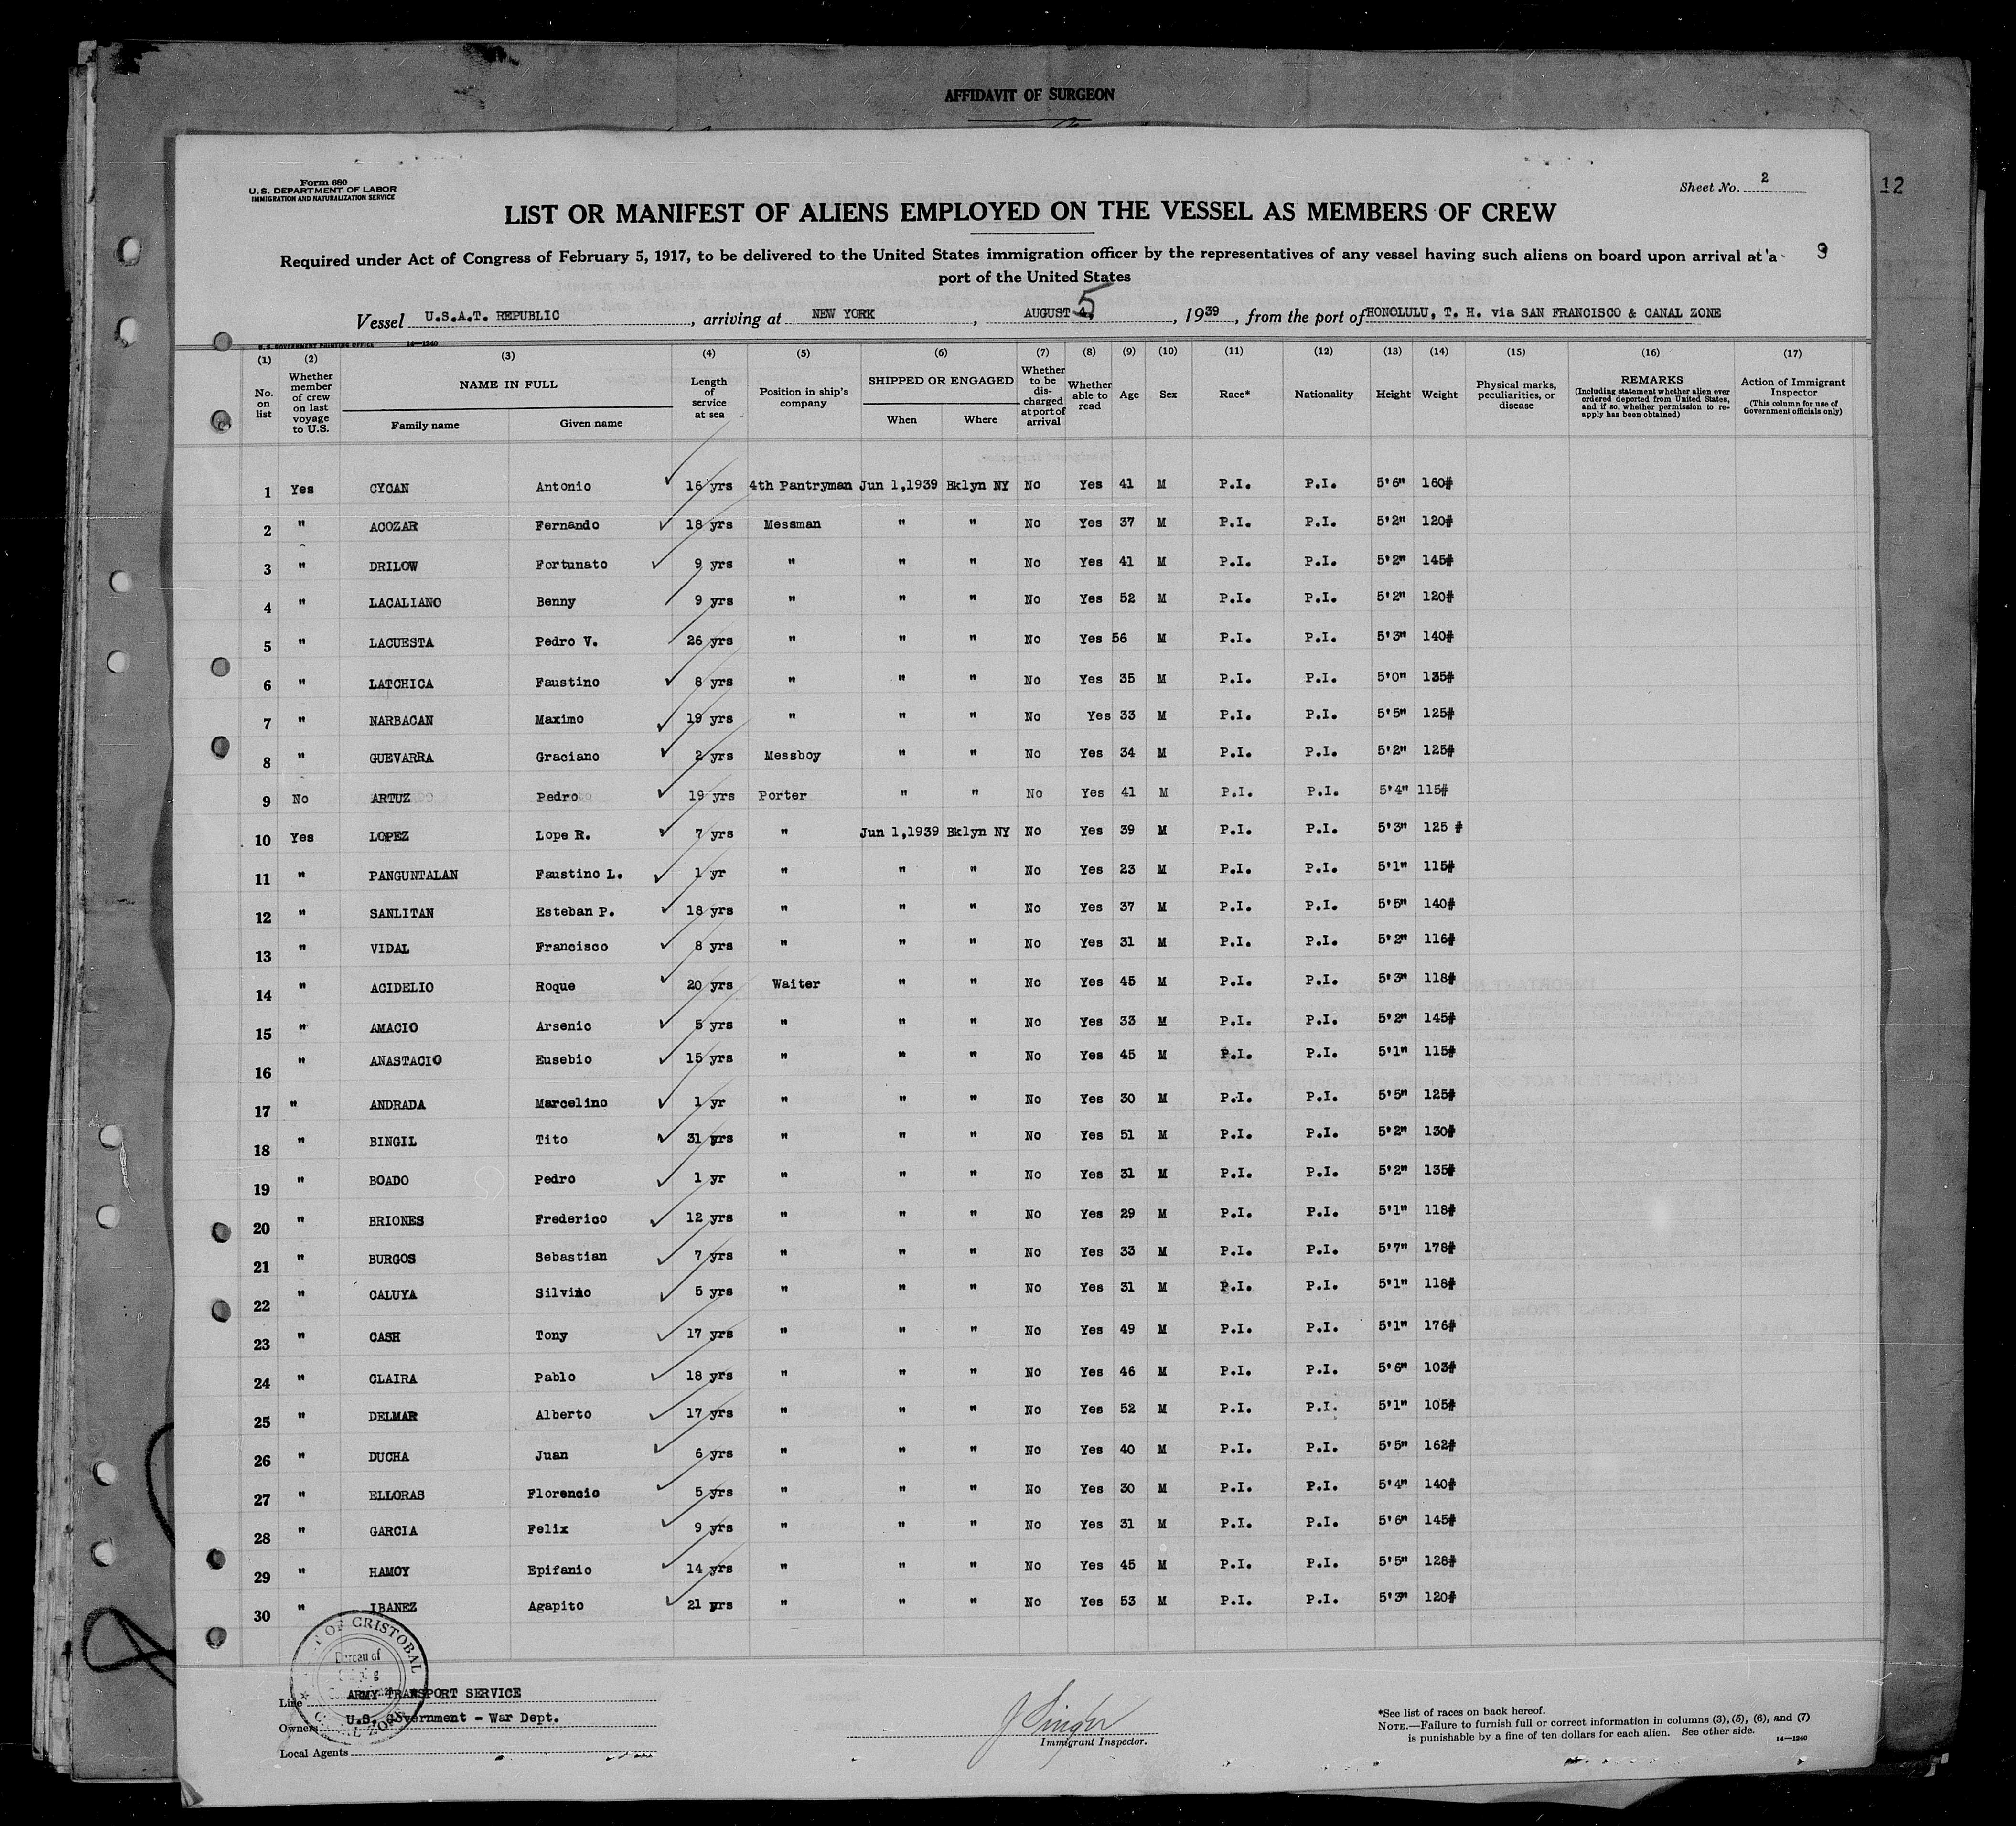 AFFIDAVIT OF SURGEON
12
Form 680
U. S. DEPARTMENT OF LABOR
IMMIGRATION AND NATURALIZATION SERVICE
Sheet No. 2
LIST OR MANIFEST OF ALIENS EMPLOYED ON THE VESSEL AS MEMBERS OF CREW
Required under Act of Congress of February 5, 1917, to be delivered to the United States immigration officer by the representatives of any vessel having such aliens on board upon arrival at a
port of the United States
9
Vessel U.S.A.T. REPUBLIC, arriving at NEW YORK, AUGUST 5, 1939, from the port of HONOLULU, T. H. via SAN FRANCISCO & CANAL ZONE
U. S. GOVERNMENT PRINTING OFFICE 14—1240
(1) (2) (3) (4) (5) (6) (7) (8) (9) (10) (11) (12) (13) (14) (15) (16) (17)
No. on list
Whether member of crew on last voyage to U.S.
NAME IN FULL
Family name
Given name
Length of service at sea
Position in ship's company
SHIPPED OR ENGAGED
When
Where
Whether to be discharged at port of arrival
Whether able to read
Age
Sex
Race*
Nationality
Height
Weight
Physical marks, peculiarities, or disease
REMARKS
(Including statement whether alien ever ordered deported from United States, and if so, whether permission to re-apply has been obtained)
Action of Immigrant Inspector
(This column for use of Government officials only)
1 Yes CYCAN Antonio 16 yrs 4th Pantryman Jun 1,1939 Bklyn NY No Yes 41 M P.I. P.I. 5'6" 160#
2 " ACOZAR Fernando 18 yrs Messman " " No Yes 37 M P.I. P.I. 5'2" 120#
3 " DRILOW Fortunato 9 yrs " " " No Yes 41 M P.I. P.I. 5'2" 145#
4 " LACALIANO Benny 9 yrs " " " No Yes 52 M P.I. P.I. 5'2" 120#
5 " LACUESTA Pedro V. 26 yrs " " " No Yes 56 M P.I. P.I. 5'3" 140#
6 " LATCHICA Faustino 8 yrs " " " No Yes 35 M P.I. P.I. 5'0" 135#
7 " NARBACAN Maximo 19 yrs " " " No Yes 33 M P.I. P.I. 5'5" 125#
8 " GUEVARRA Graciano 2 yrs Messboy " " No Yes 34 M P.I. P.I. 5'2" 125#
9 No ARTUZ Pedro 19 yrs Porter " " No Yes 41 M P.I. P.I. 5'4" 115#
10 Yes LOPEZ Lope R. 7 yrs " Jun 1,1939 Bklyn NY No Yes 39 M P.I. P.I. 5'3" 125 #
11 " PANGUNTALAN Faustino L. 1 yr " " " No Yes 23 M P.I. P.I. 5'1" 115#
12 " SANLITAN Esteban P. 18 yrs " " " No Yes 37 M P.I. P.I. 5'5" 140#
13 " VIDAL Francisco 8 yrs " " " No Yes 31 M P.I. P.I. 5'2" 116#
14 " ACIDELIO Roque 20 yrs Waiter " " No Yes 45 M P.I. P.I. 5'3" 118#
15 " AMACIO Arsenio 5 yrs " " " No Yes 33 M P.I. P.I. 5'2" 145#
16 " ANASTACIO Eusebio 15 yrs " " " No Yes 45 M P.I. P.I. 5'1" 115#
17 " ANDRADA Marcelino 1 yr " " " No Yes 30 M P.I. P.I. 5'5" 125#
18 " BINGIL Tito 31 yrs " " " No Yes 51 M P.I. P.I. 5'2" 130#
19 " BOADO Pedro 1 yr " " " No Yes 31 M P.I. P.I. 5'2" 135#
20 " BRIONES Frederico 12 yrs " " " No Yes 29 M P.I. P.I. 5'1" 118#
21 " BURGOS Sebastian 7 yrs " " " No Yes 33 M P.I. P.I. 5'7" 178#
22 " CALUYA Silvino 5 yrs " " " No Yes 31 M P.I. P.I. 5'1" 118#
23 " CASH Tony 17 yrs " " " No Yes 49 M P.I. P.I. 5'1" 176#
24 " CLAIRA Pablo 18 yrs " " " No Yes 46 M P.I. P.I. 5'6" 103#
25 " DELMAR Alberto 17 yrs " " " No Yes 52 M P.I. P.I. 5'1" 105#
26 " DUCHA Juan 6 yrs " " " No Yes 40 M P.I. P.I. 5'5" 162#
27 " ELLORAS Florencio 5 yrs " " " No Yes 30 M P.I. P.I. 5'4" 140#
28 " GARCIA Felix 9 yrs " " " No Yes 31 M P.I. P.I. 5'6" 145#
29 " HAMOY Epifanio 14 yrs " " " No Yes 45 M P.I. P.I. 5'5" 128#
30 " IBANEZ Agapito 21 yrs " " " No Yes 53 M P.I. P.I. 5'3" 120#
OF CRISTOBAL
Bureau of
Line ARMY TRANSPORT SERVICE
Owners U.S. Government - War Dept.
Local Agents
J Singer
Immigrant Inspector.
*See list of races on back hereof.
NOTE.—Failure to furnish full or correct information in columns (3), (5), (6), and (7)
is punishable by a fine of ten dollars for each alien. See other side.
14—1240